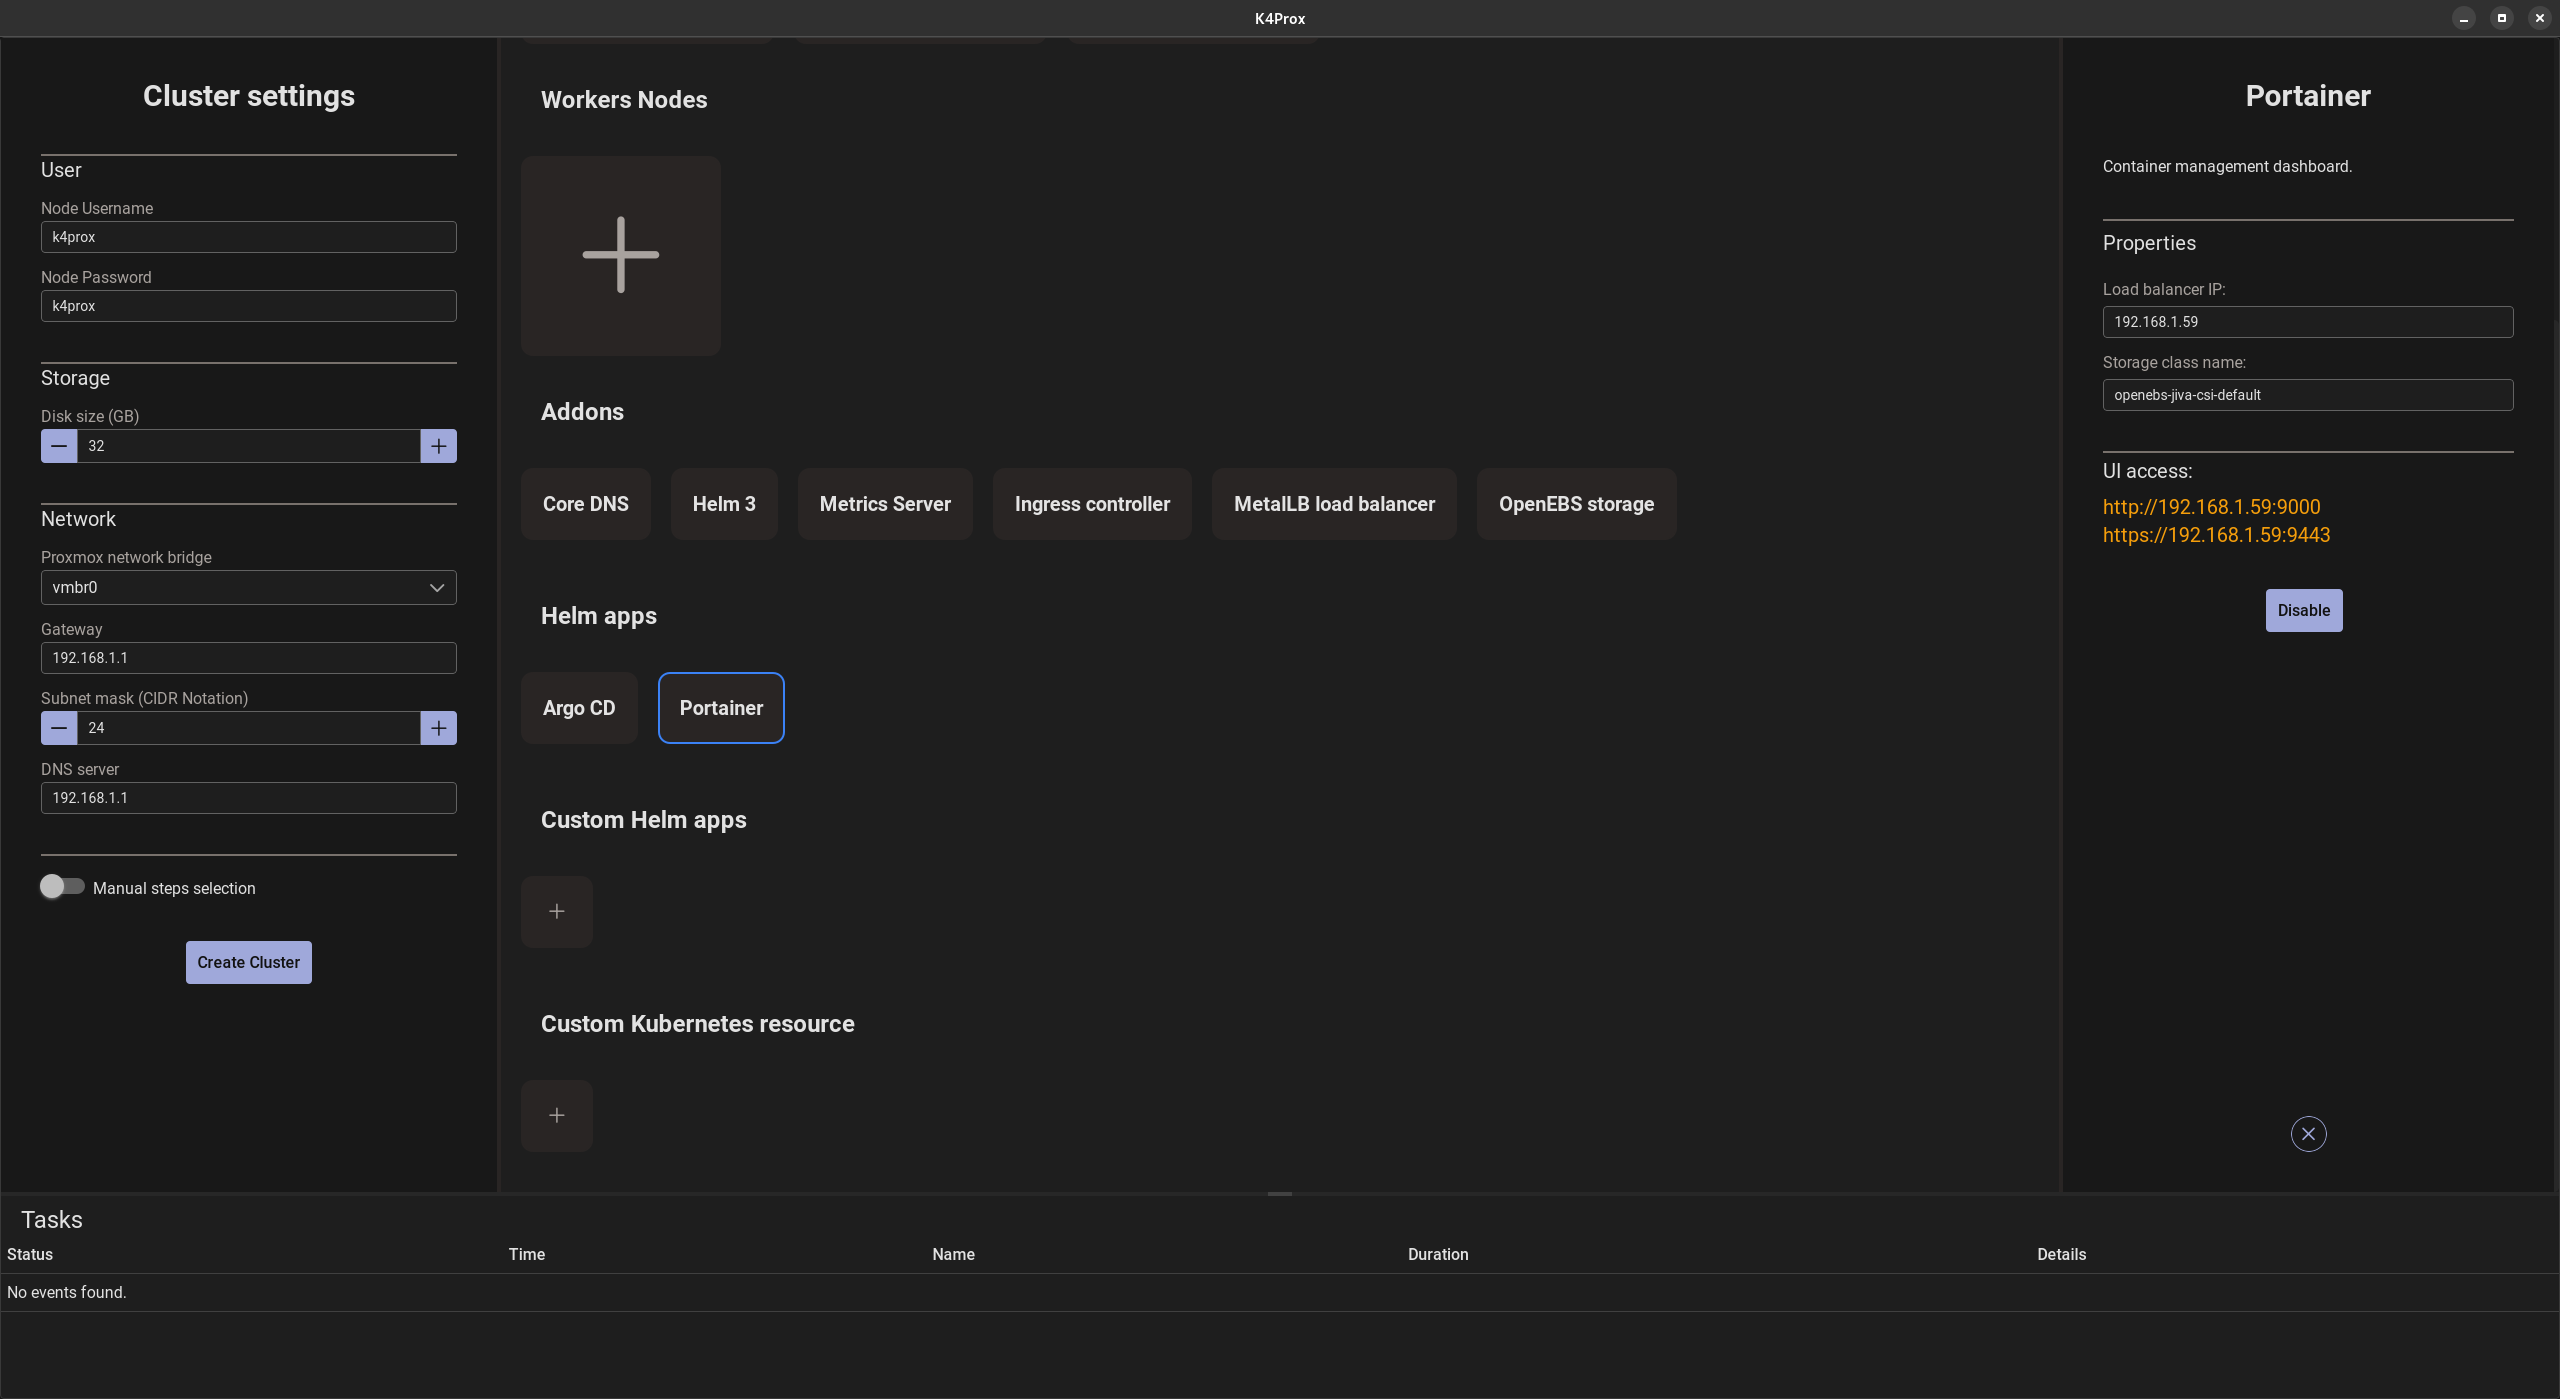 K4Prox
Cluster settings
User
Node Username
k4prox
Node Password
k4prox
Storage
Disk size (GB)
32
Network
Proxmox network bridge
vmbr0
Gateway
192.168.1.1
Subnet mask (CIDR Notation)
24
DNS server
192.168.1.1
Manual steps selection
Create Cluster
Workers Nodes
Addons
Core DNS
Helm 3
Metrics Server
Ingress controller
MetalLB load balancer
OpenEBS storage
Helm apps
Argo CD
Portainer
Custom Helm apps
Custom Kubernetes resource
Portainer
Container management dashboard.
Properties
Load balancer IP:
192.168.1.59
Storage class name:
openebs-jiva-csi-default
UI access:
http://192.168.1.59:9000
https://192.168.1.59:9443
Disable
Tasks
Status Time Name Duration Details
No events found.